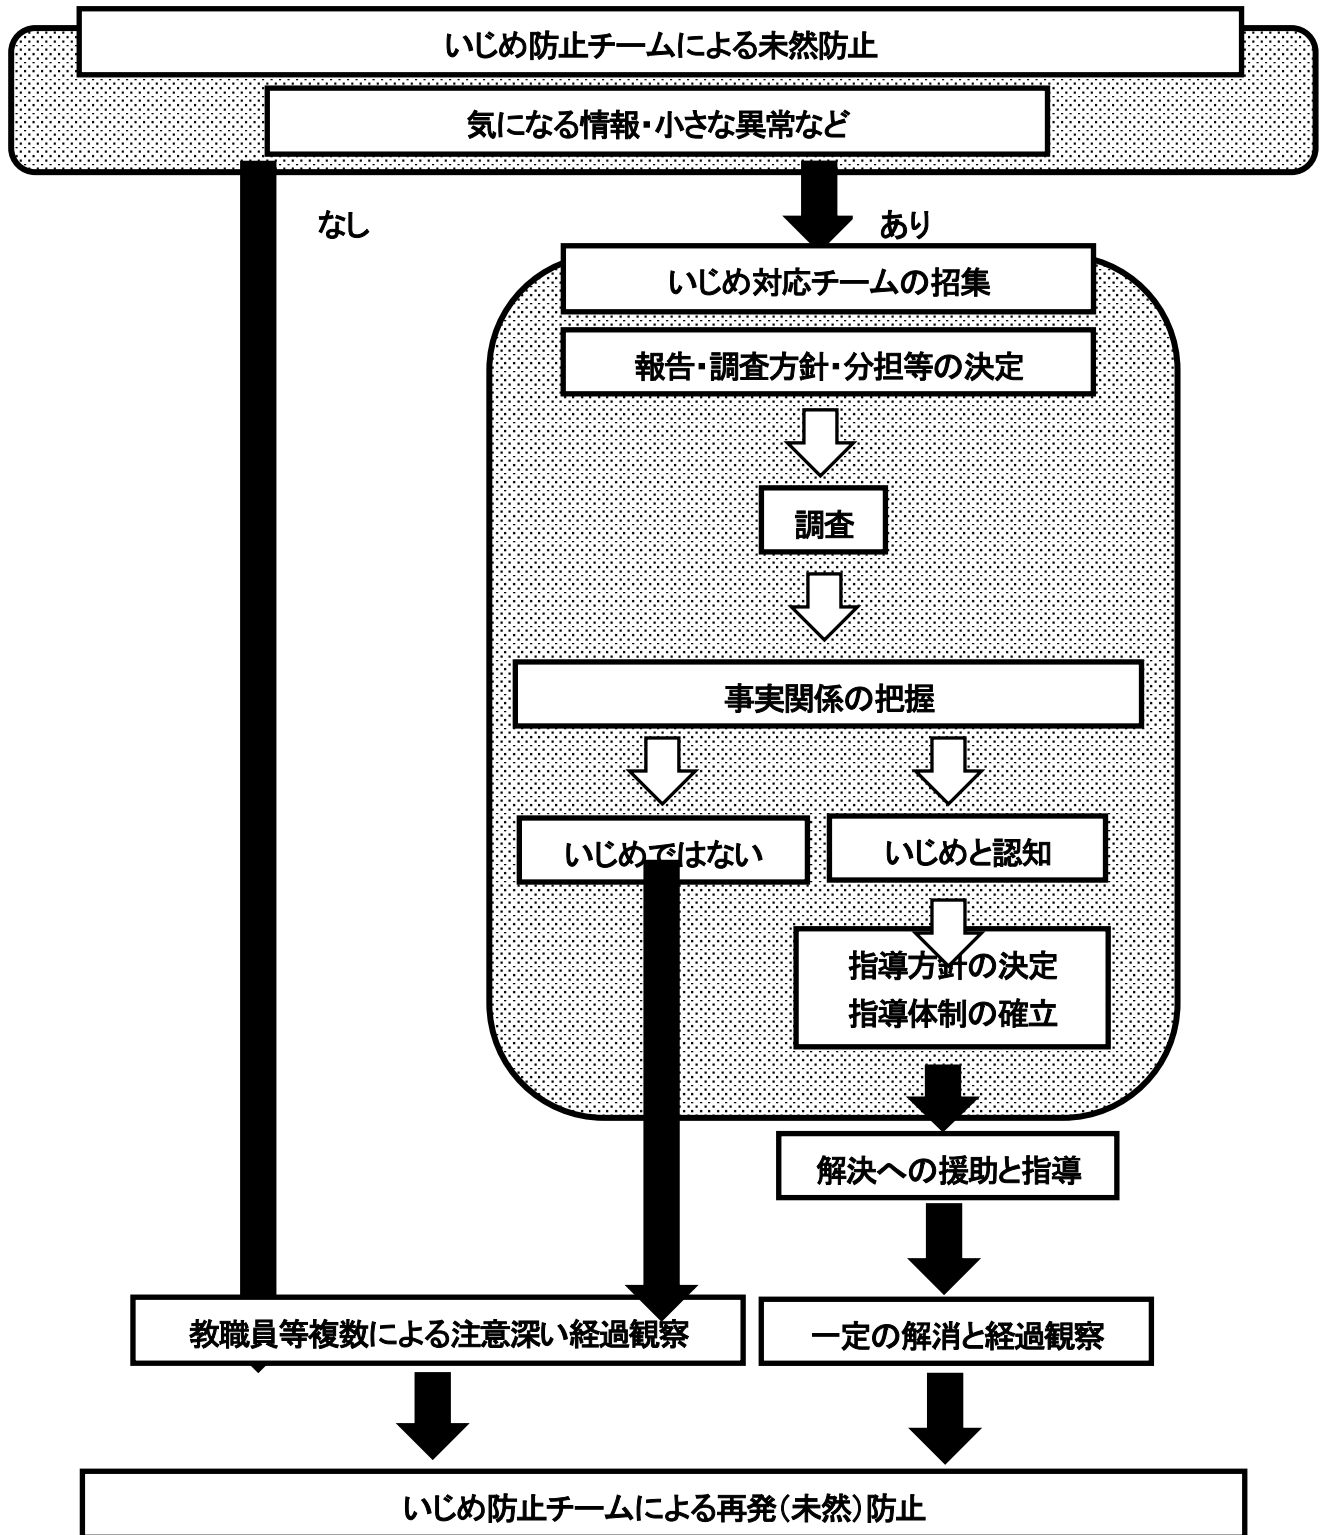 いじめ防止チームによる未然防止
気になる情報・小さな異常など
なし
あり
いじめ対応チームの招集
報告・調査方針・分担等の決定
調査
事実関係の把握
いじめではない
いじめと認知
指導方針の決定
指導体制の確立
解決への援助と指導
教職員等複数による注意深い経過観察
一定の解消と経過観察
いじめ防止チームによる再発（未然）防止